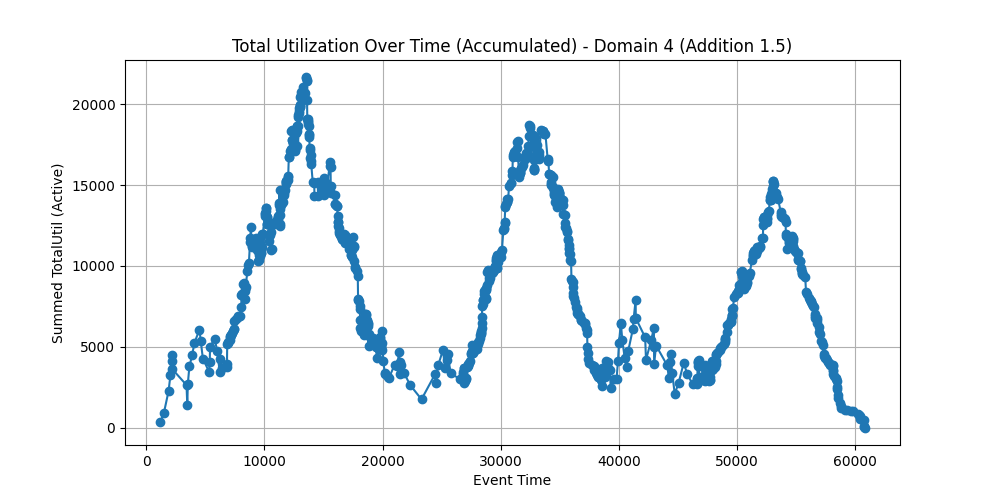 Total Utilization Over Time (Accumulated) - Domain 4 (Addition 1.5)
Summed TotalUtil (Active)
20000
15000
10000
5000
0
0 10000 20000 30000 40000 50000 60000
Event Time